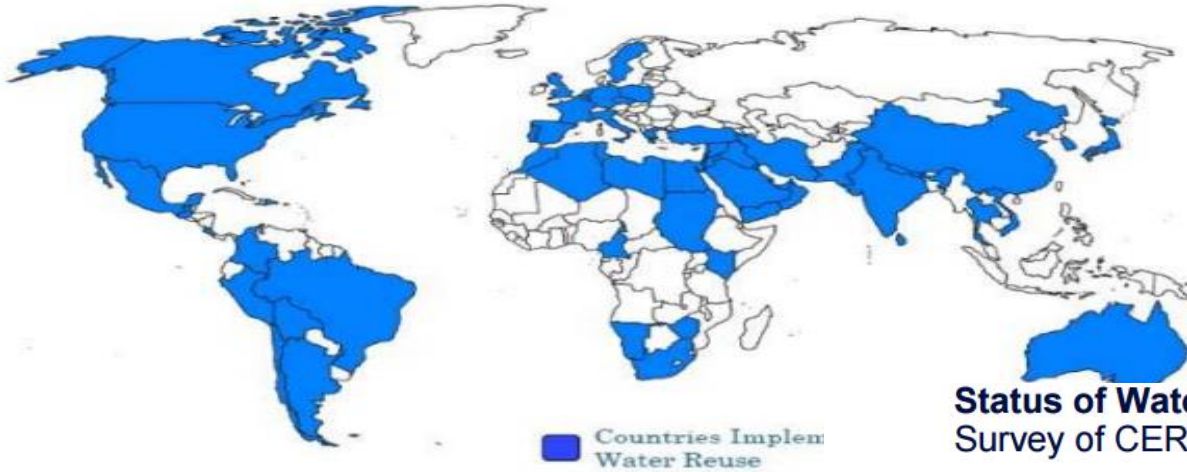 Status of Wate
Survey of CER
Countries Implem
Water Reuse